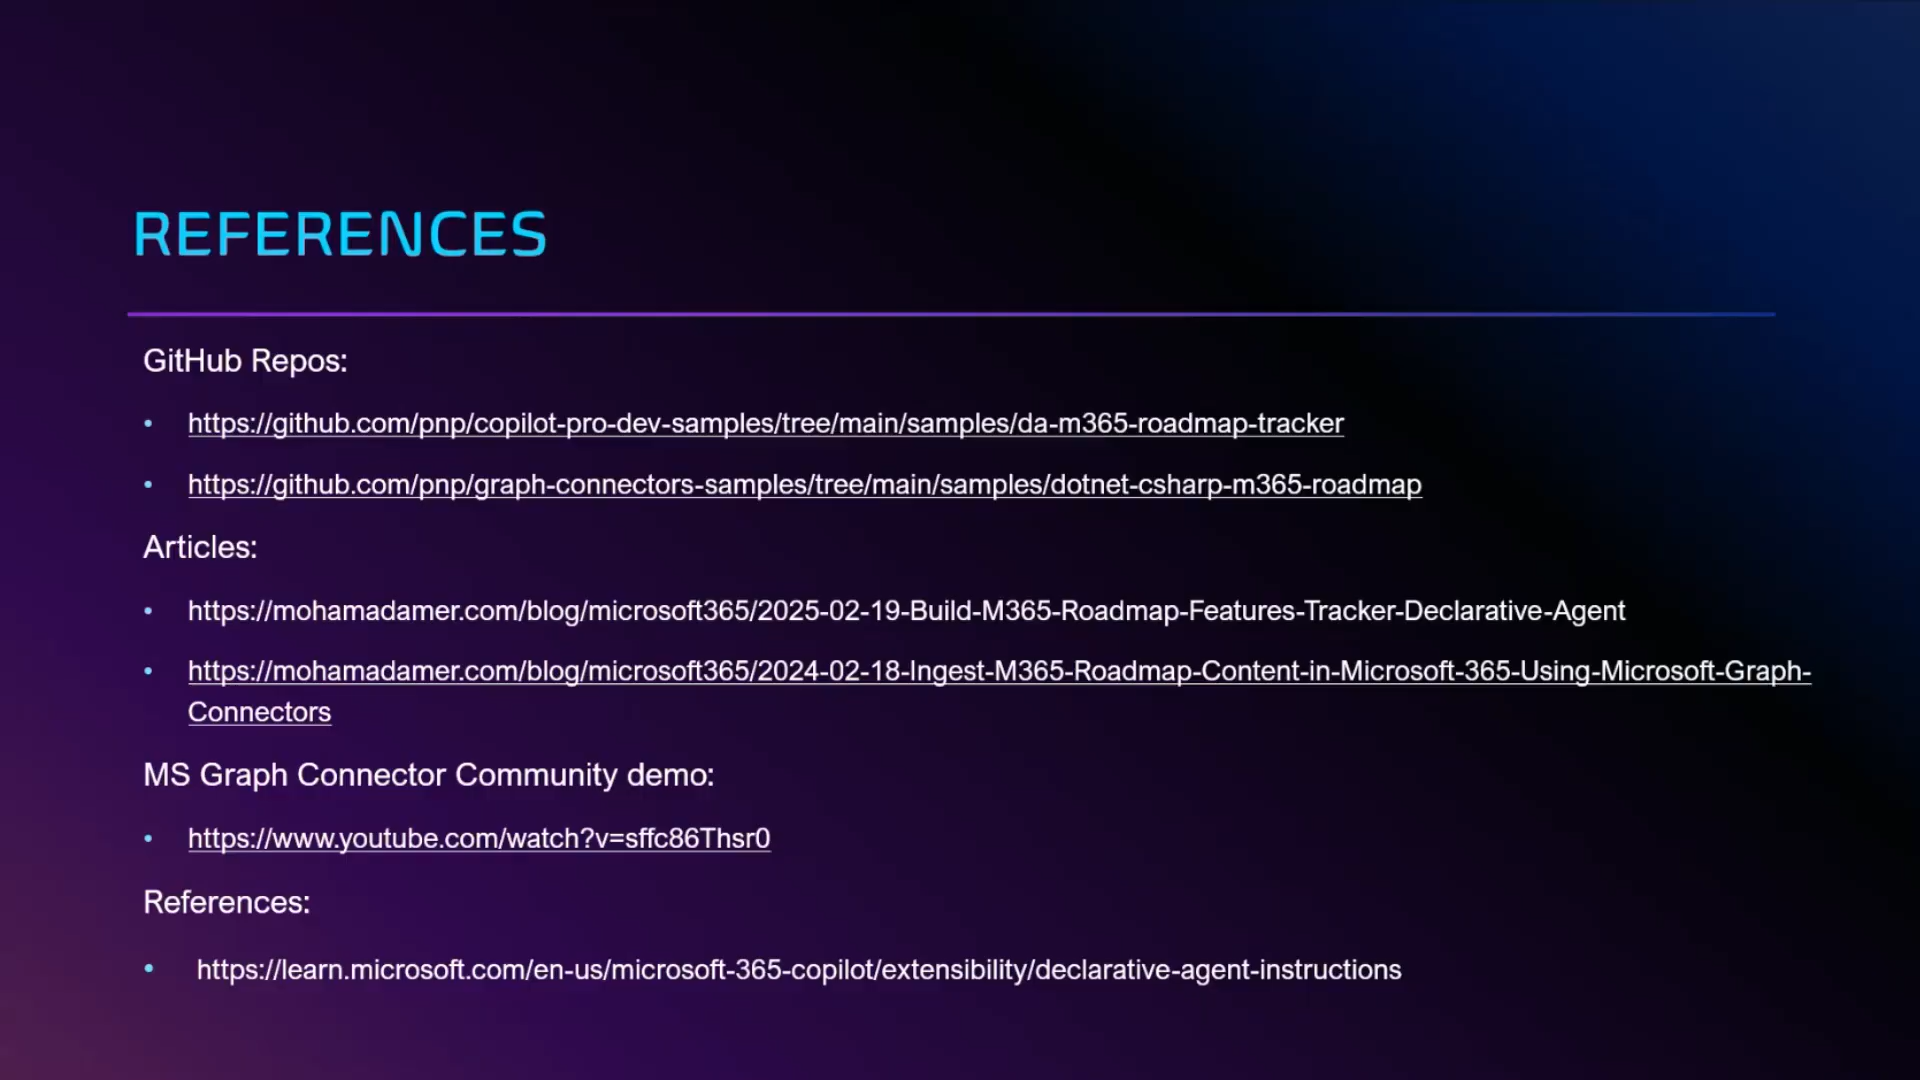 REFERENCES
GitHub Repos:
• https://github.com/pnp/copilot-pro-dev-samples/tree/main/samples/da-m365-roadmap-tracker
• https://github.com/pnp/graph-connectors-samples/tree/main/samples/dotnet-csharp-m365-roadmap
Articles:
• https://mohamadamer.com/blog/microsoft365/2025-02-19-Build-M365-Roadmap-Features-Tracker-Declarative-Agent
• https://mohamadamer.com/blog/microsoft365/2024-02-18-Ingest-M365-Roadmap-Content-in-Microsoft-365-Using-Microsoft-Graph-
Connectors
MS Graph Connector Community demo:
• https://www.youtube.com/watch?v=sffc86Thsr0
References:
• https://learn.microsoft.com/en-us/microsoft-365-copilot/extensibility/declarative-agent-instructions